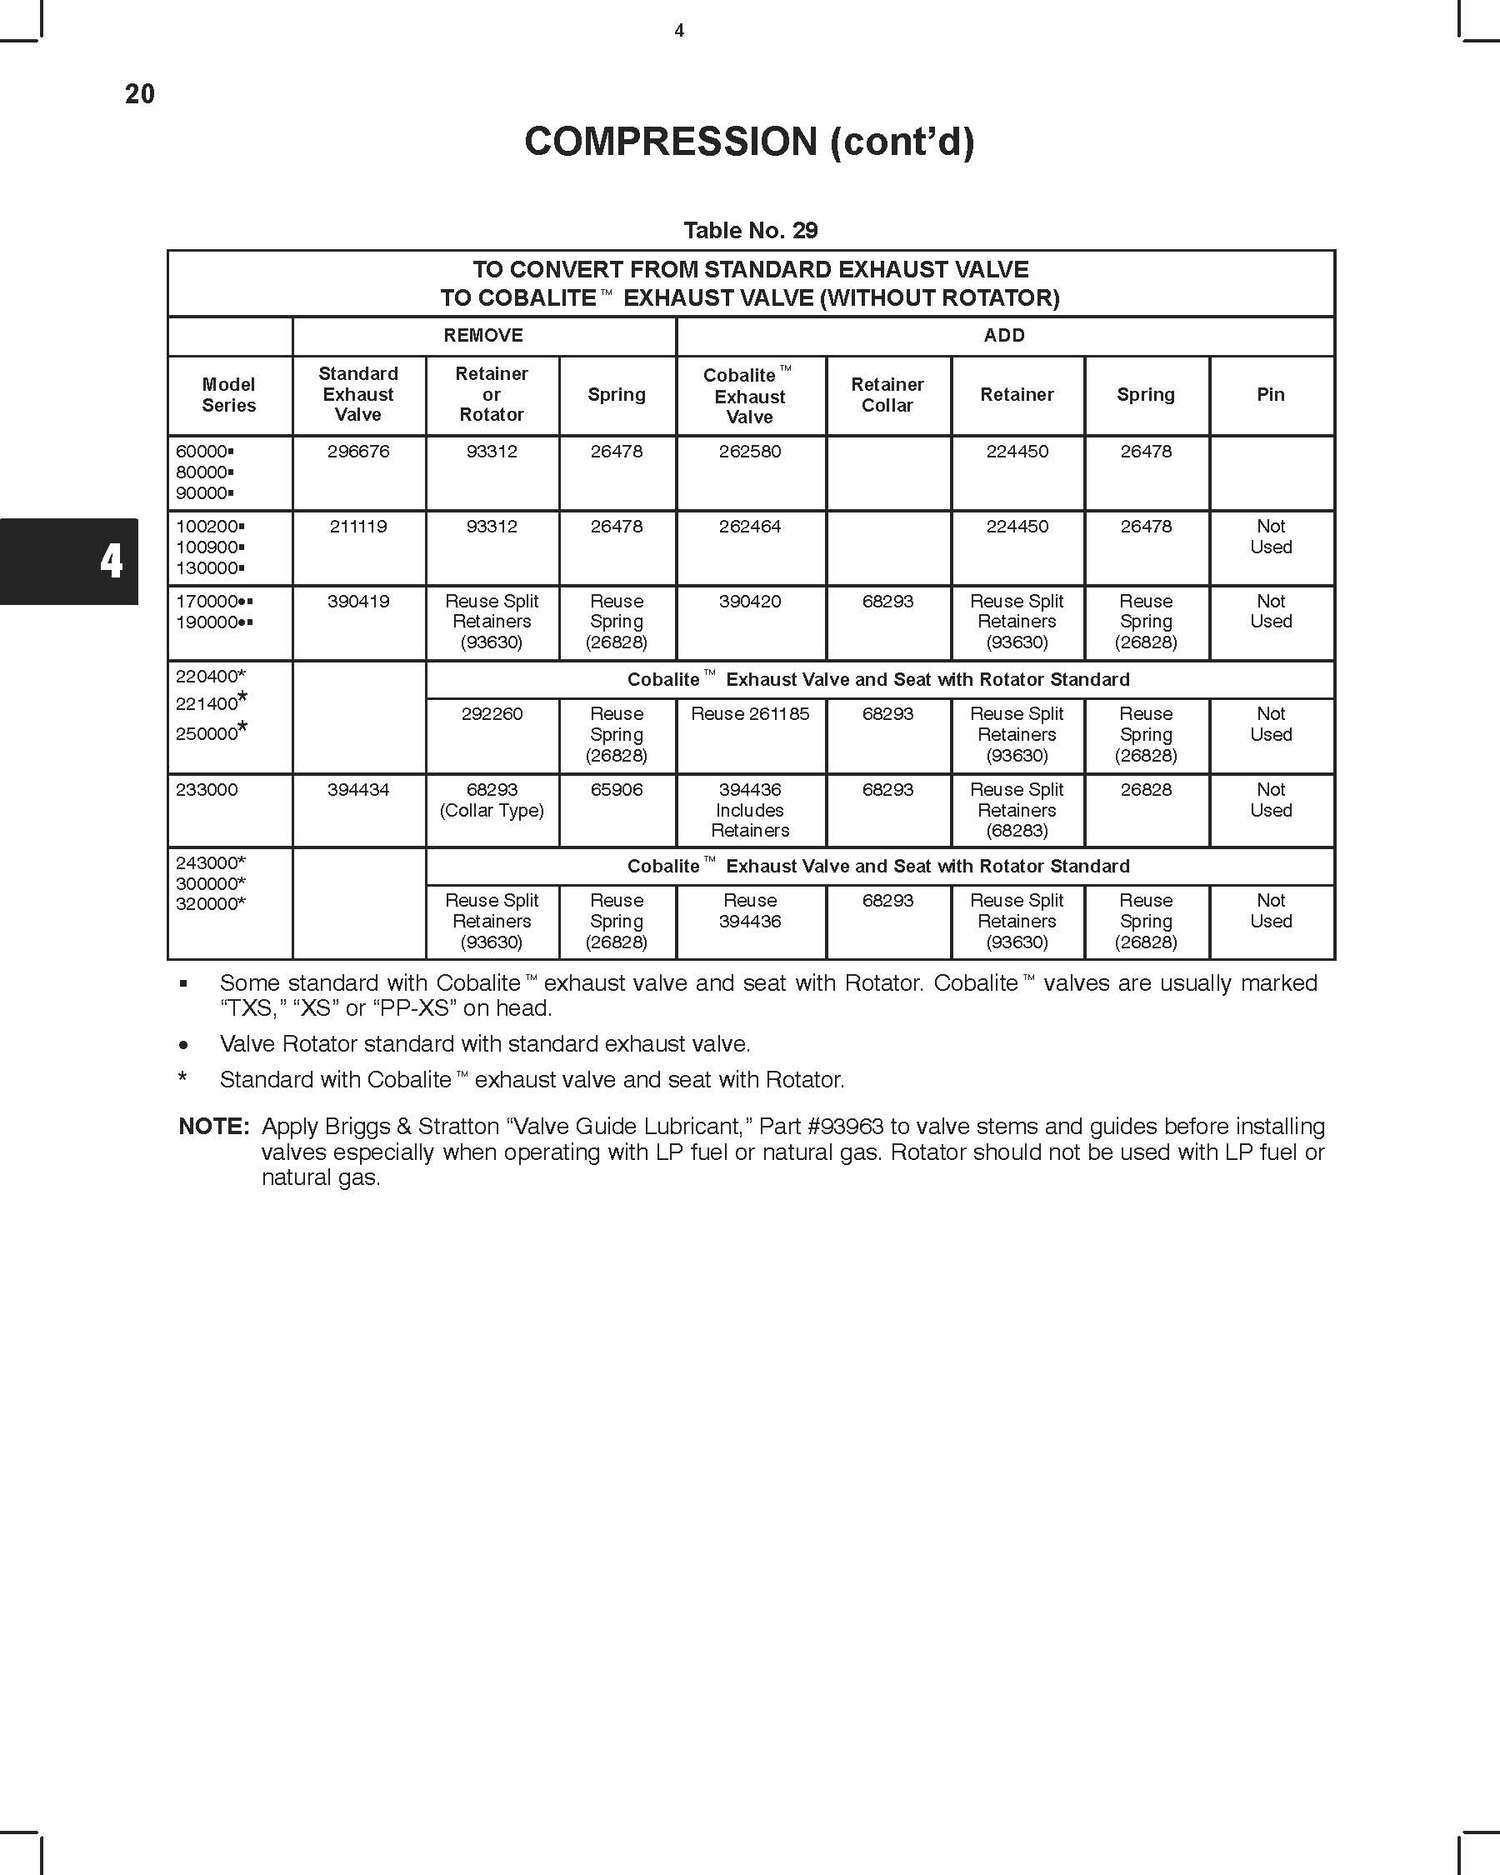 4
20
COMPRESSION (cont’d)
Table No. 29
TO CONVERT FROM STANDARD EXHAUST VALVE
TO COBALITE™ EXHAUST VALVE (WITHOUT ROTATOR)
REMOVE ADD
Model Series Standard Exhaust Valve Retainer or Rotator Spring Cobalite™ Exhaust Valve Retainer Collar Retainer Spring Pin
60000▪ 296676 93312 26478 262580 224450 26478
80000▪
90000▪
100200▪ 211119 93312 26478 262464 224450 26478 Not
100900▪ Used
130000▪
4
170000●▪ 390419 Reuse Split Reuse 390420 68293 Reuse Split Reuse Not
190000●▪ Retainers Spring Retainers Spring Used
(93630) (26828) (93630) (26828)
220400* Cobalite™ Exhaust Valve and Seat with Rotator Standard
221400* 292260 Reuse Reuse 261185 68293 Reuse Split Reuse Not
250000* Spring Retainers Spring Used
(26828) (93630) (26828)
233000 394434 68293 65906 394436 68293 Reuse Split 26828 Not
(Collar Type) Includes Retainers Used
Retainers (68283)
243000* Cobalite™ Exhaust Valve and Seat with Rotator Standard
300000*
320000* Reuse Split Reuse Reuse 68293 Reuse Split Reuse Not
Retainers Spring 394436 Retainers Spring Used
(93630) (26828) (93630) (26828)
▪ Some standard with Cobalite™ exhaust valve and seat with Rotator. Cobalite™ valves are usually marked
“TXS,” “XS” or “PP-XS” on head.
● Valve Rotator standard with standard exhaust valve.
* Standard with Cobalite™ exhaust valve and seat with Rotator.
NOTE: Apply Briggs & Stratton “Valve Guide Lubricant,” Part #93963 to valve stems and guides before installing
valves especially when operating with LP fuel or natural gas. Rotator should not be used with LP fuel or
natural gas.